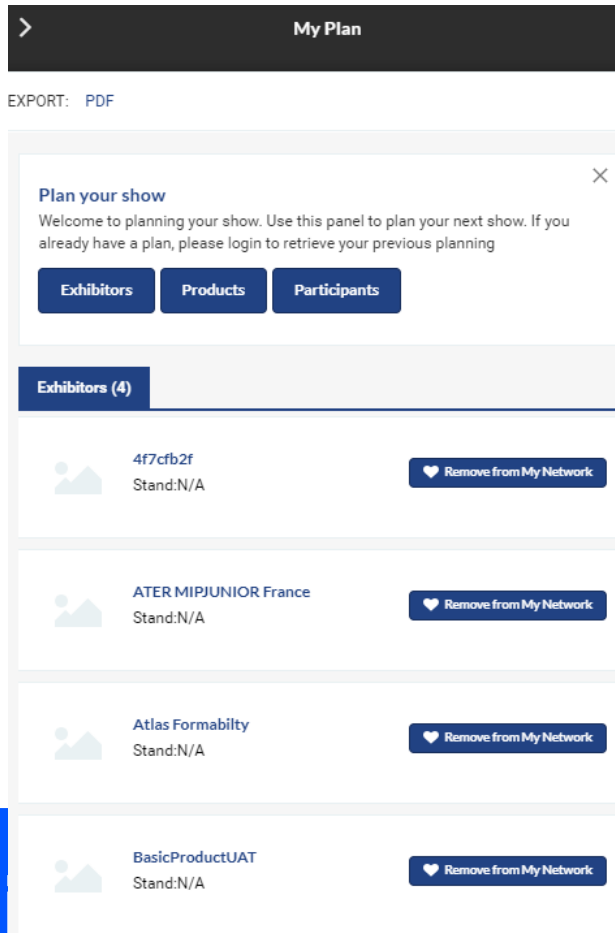 My Plan
EXPORT: PDF
Plan your show
Welcome to planning your show. Use this panel to plan your next show. If you
already have a plan, please login to retrieve your previous planning
Exhibitors Products Participants
Exhibitors (4)
4f7cfb2f
Stand:N/A
Remove from My Network
ATER MIPJUNIOR France
Stand:N/A
Remove from My Network
Atlas Formabilty
Stand:N/A
Remove from My Network
BasicProductUAT
Stand:N/A
Remove from My Network